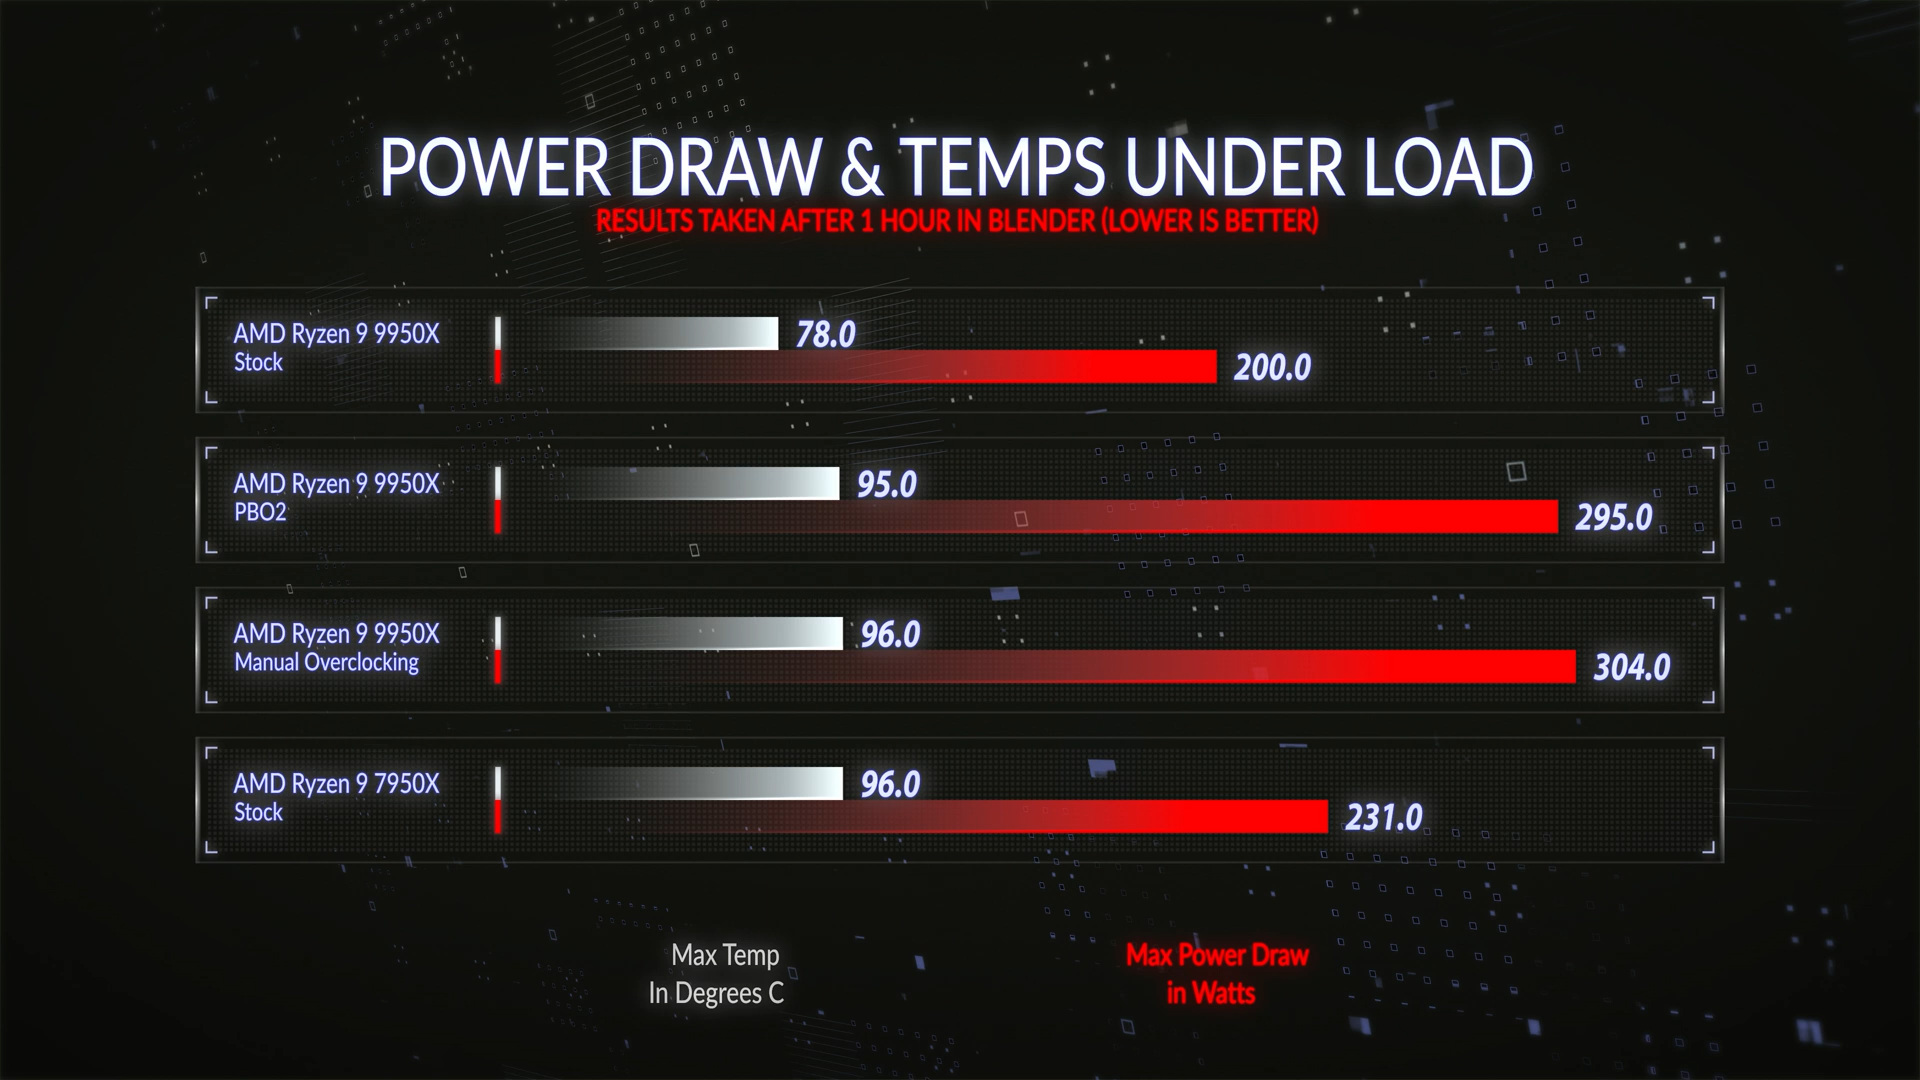 POWER DRAW & TEMPS UNDER LOAD
RESULTS TAKEN AFTER 1 HOUR IN BLENDER (LOWER IS BETTER)
AMD Ryzen 9 9950X
Stock
78.0
200.0
AMD Ryzen 9 9950X
PBO2
95.0
295.0
AMD Ryzen 9 9950X
Manual Overclocking
96.0
304.0
AMD Ryzen 9 7950X
Stock
96.0
231.0
Max Temp
In Degrees C
Max Power Draw
in Watts